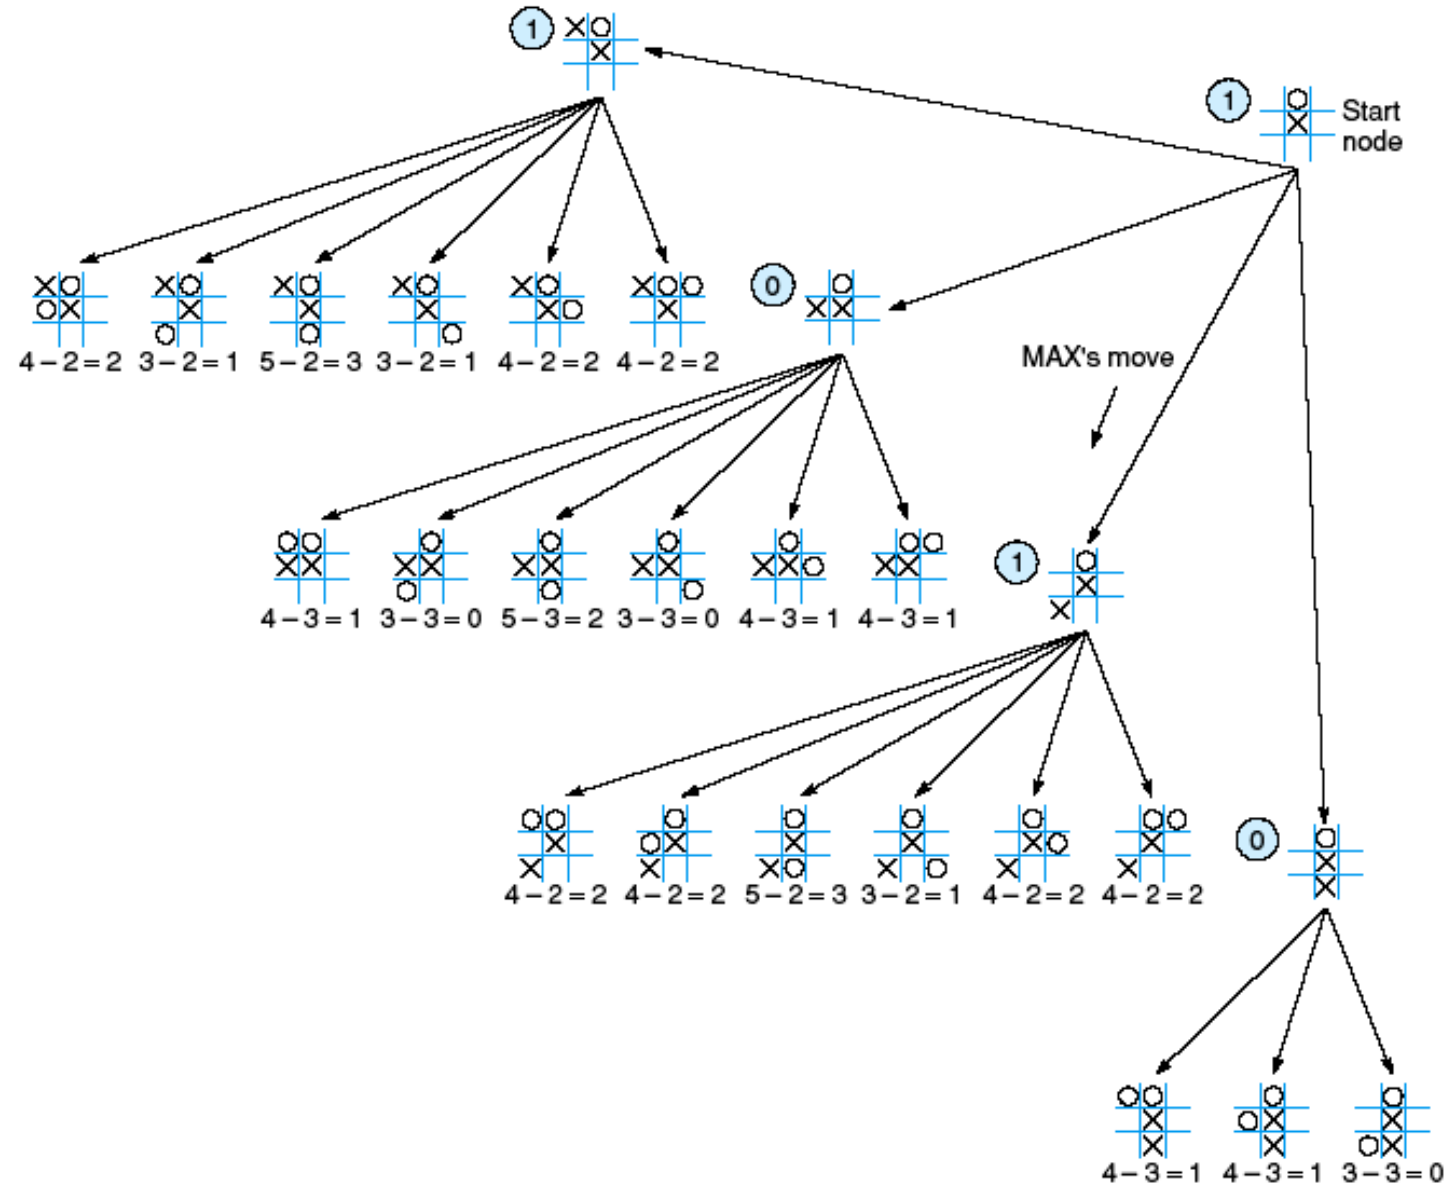 1
1
Start
node
4 – 2 = 2
3 – 2 = 1
5 – 2 = 3
3 – 2 = 1
4 – 2 = 2
4 – 2 = 2
0
MAX's move
4 – 3 = 1
3 – 3 = 0
5 – 3 = 2
3 – 3 = 0
4 – 3 = 1
4 – 3 = 1
1
4 – 2 = 2
4 – 2 = 2
5 – 2 = 3
3 – 2 = 1
4 – 2 = 2
4 – 2 = 2
0
4 – 3 = 1
4 – 3 = 1
3 – 3 = 0